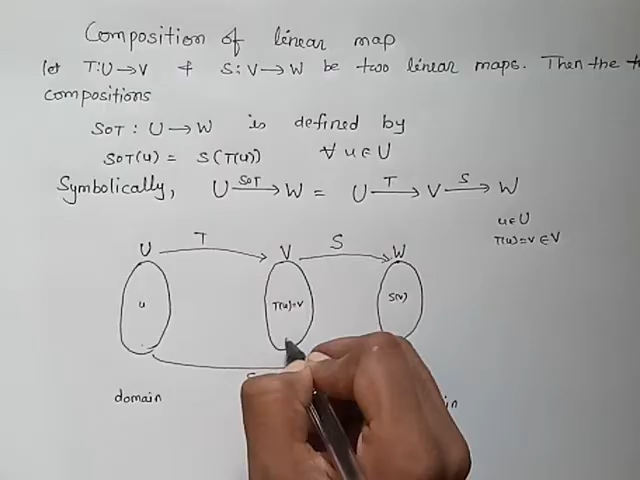 Composition of linear map
let T:U→V & S:V→W be two linear maps. Then the
compositions
SOT : U → W is defined by
SOT(u) = S(T(u)) ∀ u∈U
Symbolically, U —SOT→ W = U —T→ V —S→ W
u∈U
T(u)=v ∈V
U T V S W
u T(u)=v S(v)
domain